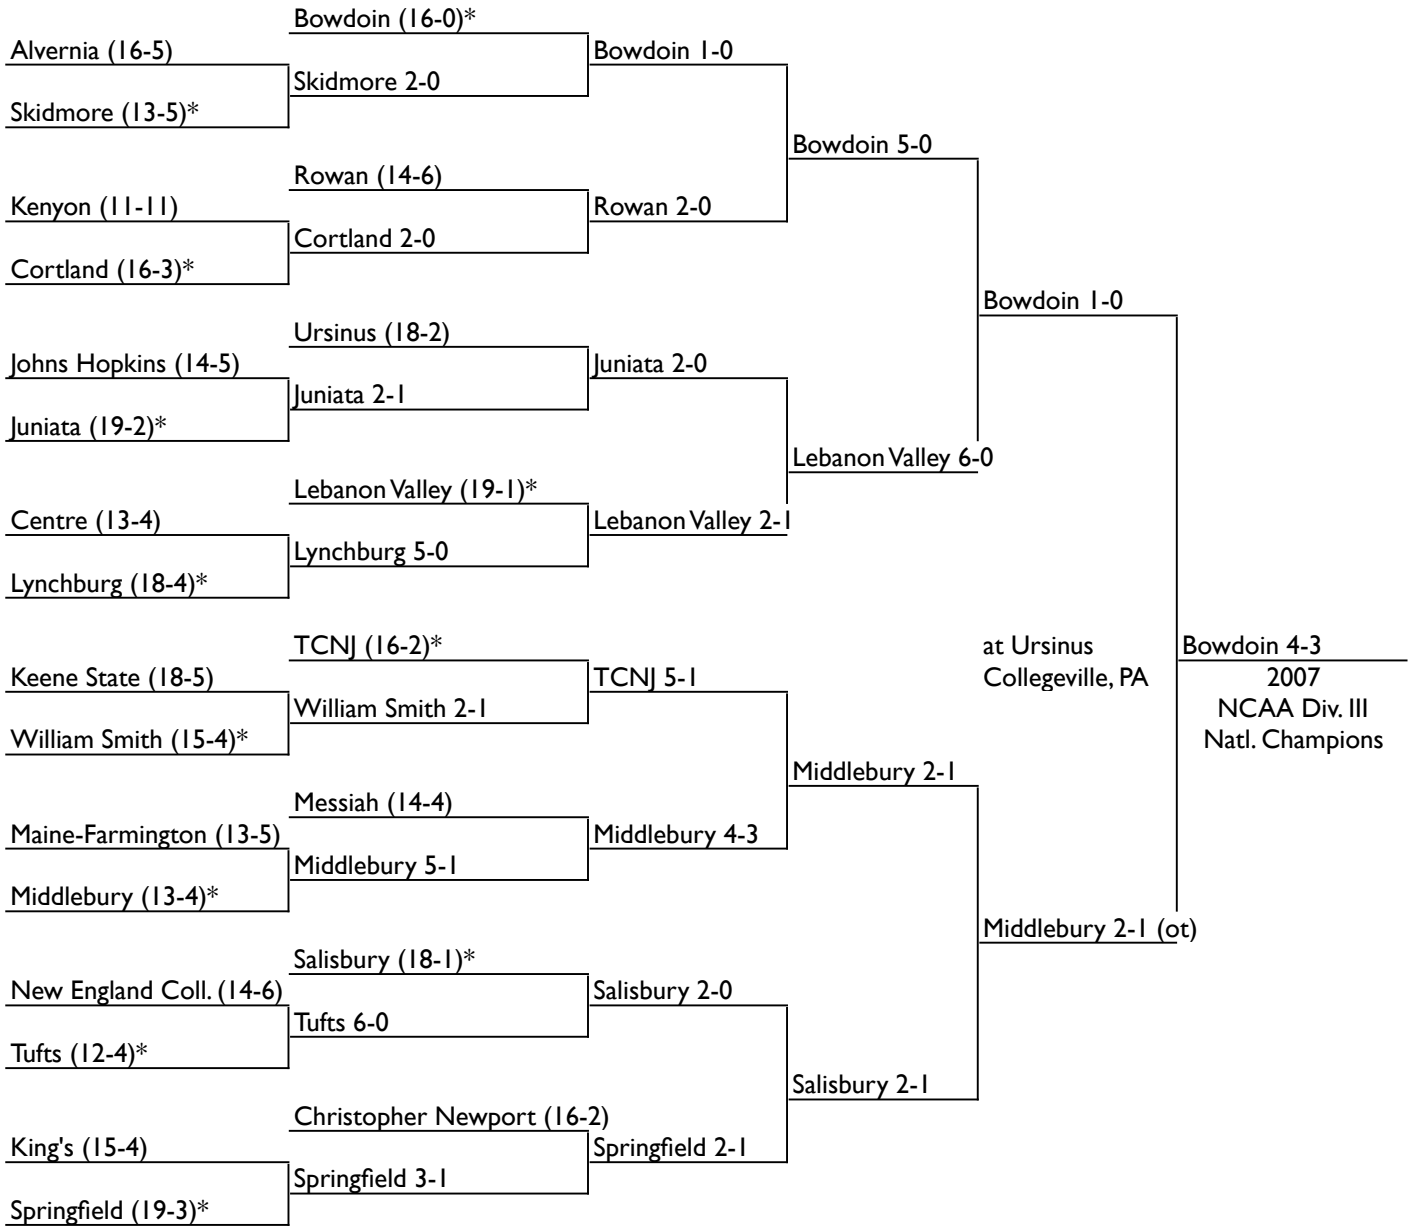 Bowdoin (16-0)*
Alvernia (16-5)
Bowdoin 1-0
Skidmore 2-0
Skidmore (13-5)*
Bowdoin 5-0
Rowan (14-6)
Kenyon (11-11)
Rowan 2-0
Cortland 2-0
Cortland (16-3)*
Bowdoin 1-0
Ursinus (18-2)
Johns Hopkins (14-5)
Juniata 2-0
Juniata 2-1
Juniata (19-2)*
Lebanon Valley 6-0
Lebanon Valley (19-1)*
Centre (13-4)
Lebanon Valley 2-1
Lynchburg 5-0
Lynchburg (18-4)*
TCNJ (16-2)*
at Ursinus
Collegeville, PA
Bowdoin 4-3
2007
NCAA Div. III
Natl. Champions
Keene State (18-5)
TCNJ 5-1
William Smith 2-1
William Smith (15-4)*
Middlebury 2-1
Messiah (14-4)
Maine-Farmington (13-5)
Middlebury 4-3
Middlebury 5-1
Middlebury (13-4)*
Middlebury 2-1 (ot)
Salisbury (18-1)*
New England Coll. (14-6)
Salisbury 2-0
Tufts 6-0
Tufts (12-4)*
Salisbury 2-1
Christopher Newport (16-2)
King's (15-4)
Springfield 2-1
Springfield 3-1
Springfield (19-3)*